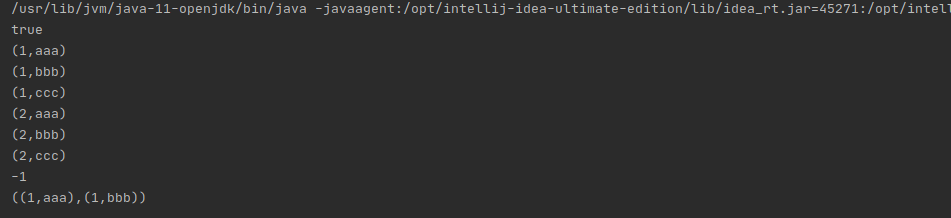 /usr/lib/jvm/java-11-openjdk/bin/java -javaagent:/opt/intellij-idea-ultimate-edition/lib/idea_rt.jar=45271:/opt/intell
true
(1,aaa)
(1,bbb)
(1,ccc)
(2,aaa)
(2,bbb)
(2,ccc)
-1
((1,aaa),(1,bbb))